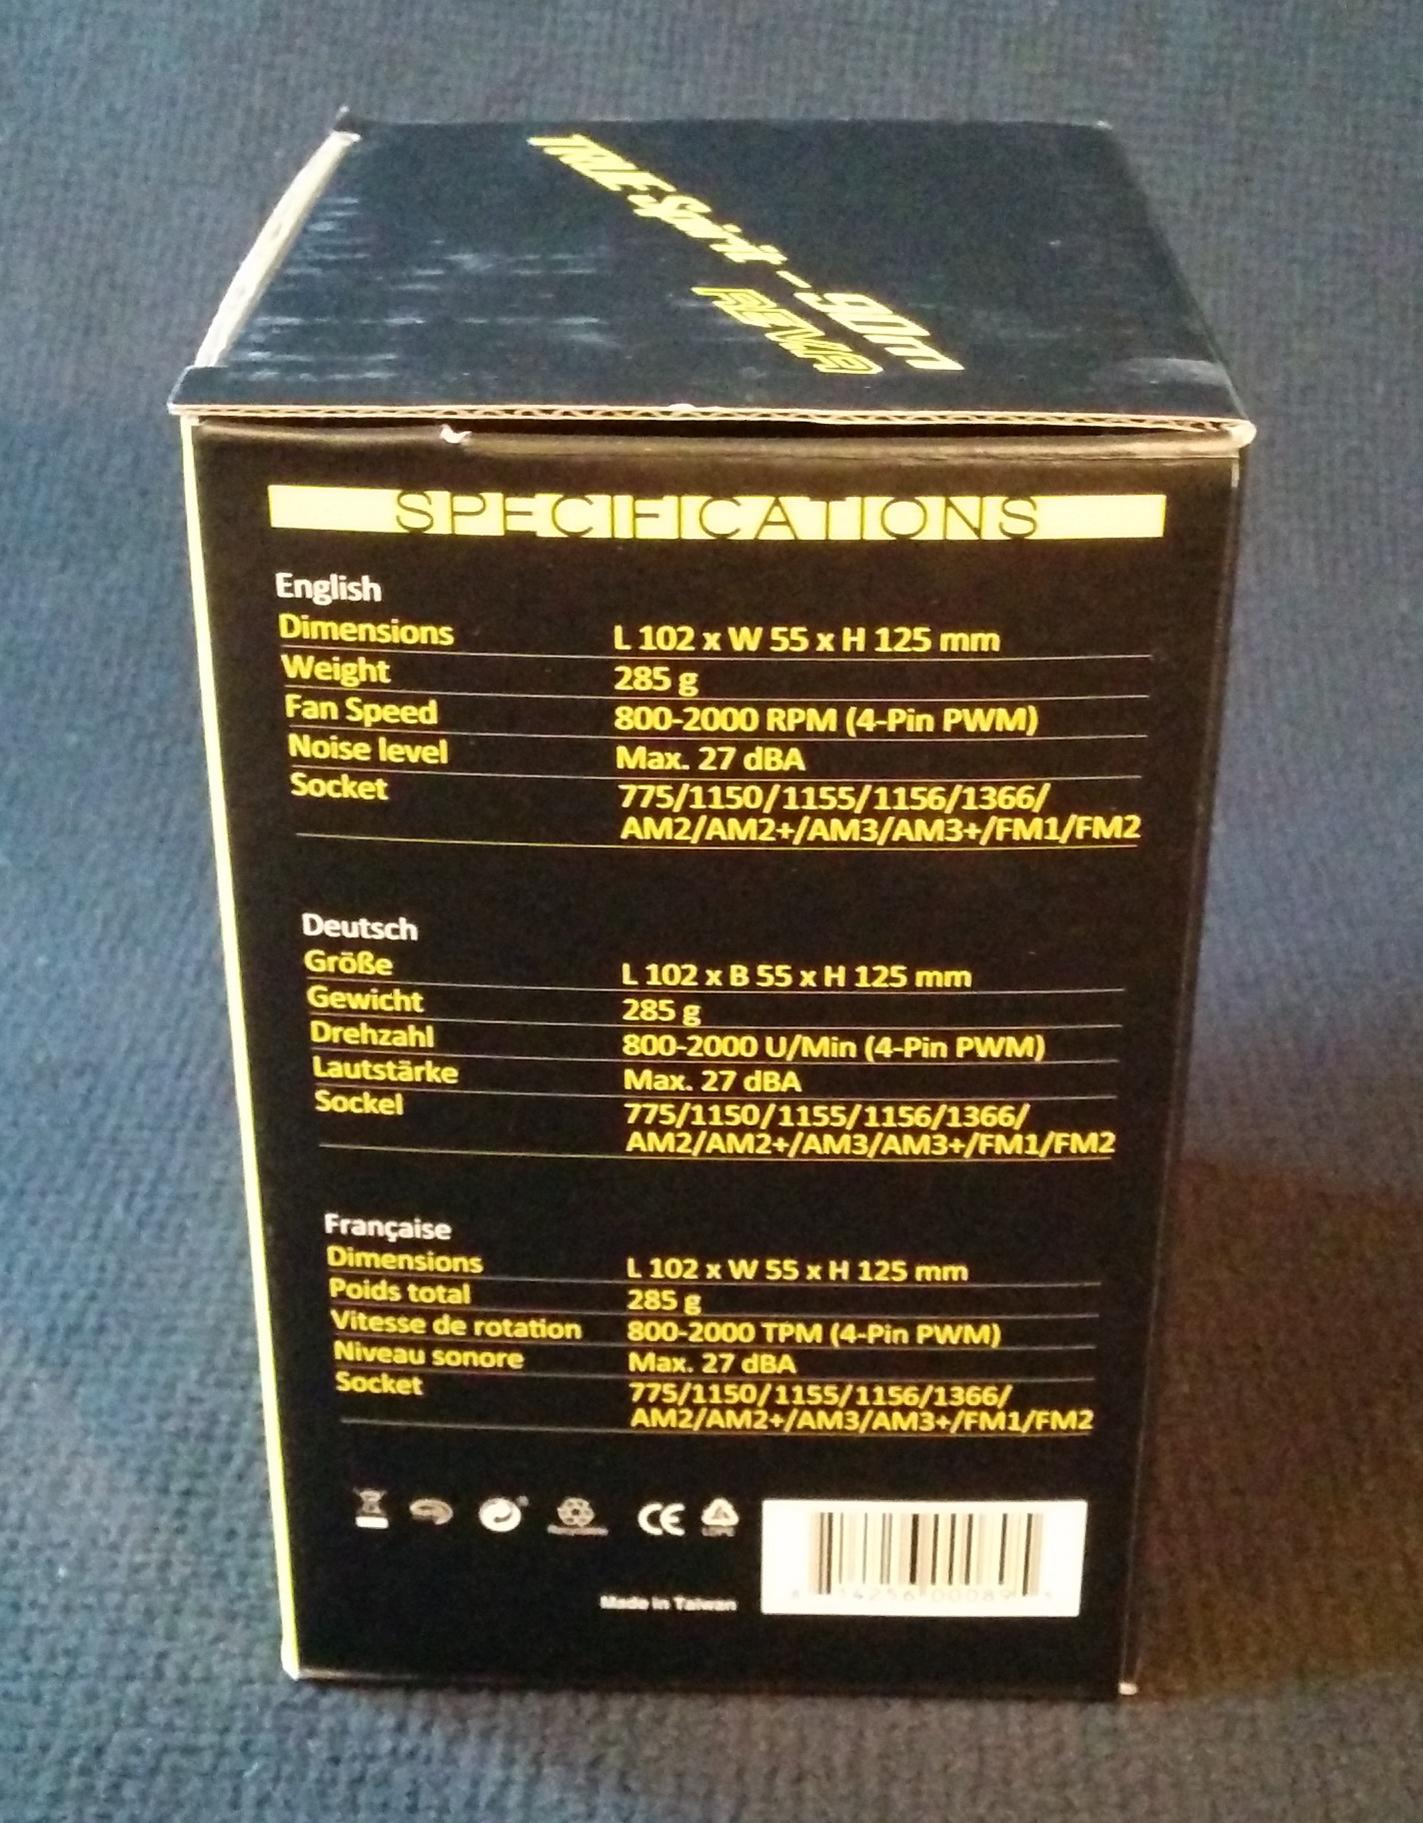 TRUE Spirit - 90m
REV.A
SPECIFICATIONS
English
Dimensions L 102 x W 55 x H 125 mm
Weight 285 g
Fan Speed 800-2000 RPM (4-Pin PWM)
Noise level Max. 27 dBA
Socket 775/1150/1155/1156/1366/
AM2/AM2+/AM3/AM3+/FM1/FM2
Deutsch
Größe L 102 x B 55 x H 125 mm
Gewicht 285 g
Drehzahl 800-2000 U/Min (4-Pin PWM)
Lautstärke Max. 27 dBA
Sockel 775/1150/1155/1156/1366/
AM2/AM2+/AM3/AM3+/FM1/FM2
Française
Dimensions L 102 x W 55 x H 125 mm
Poids total 285 g
Vitesse de rotation 800-2000 TPM (4-Pin PWM)
Niveau sonore Max. 27 dBA
Socket 775/1150/1155/1156/1366/
AM2/AM2+/AM3/AM3+/FM1/FM2
CE
Made in Taiwan